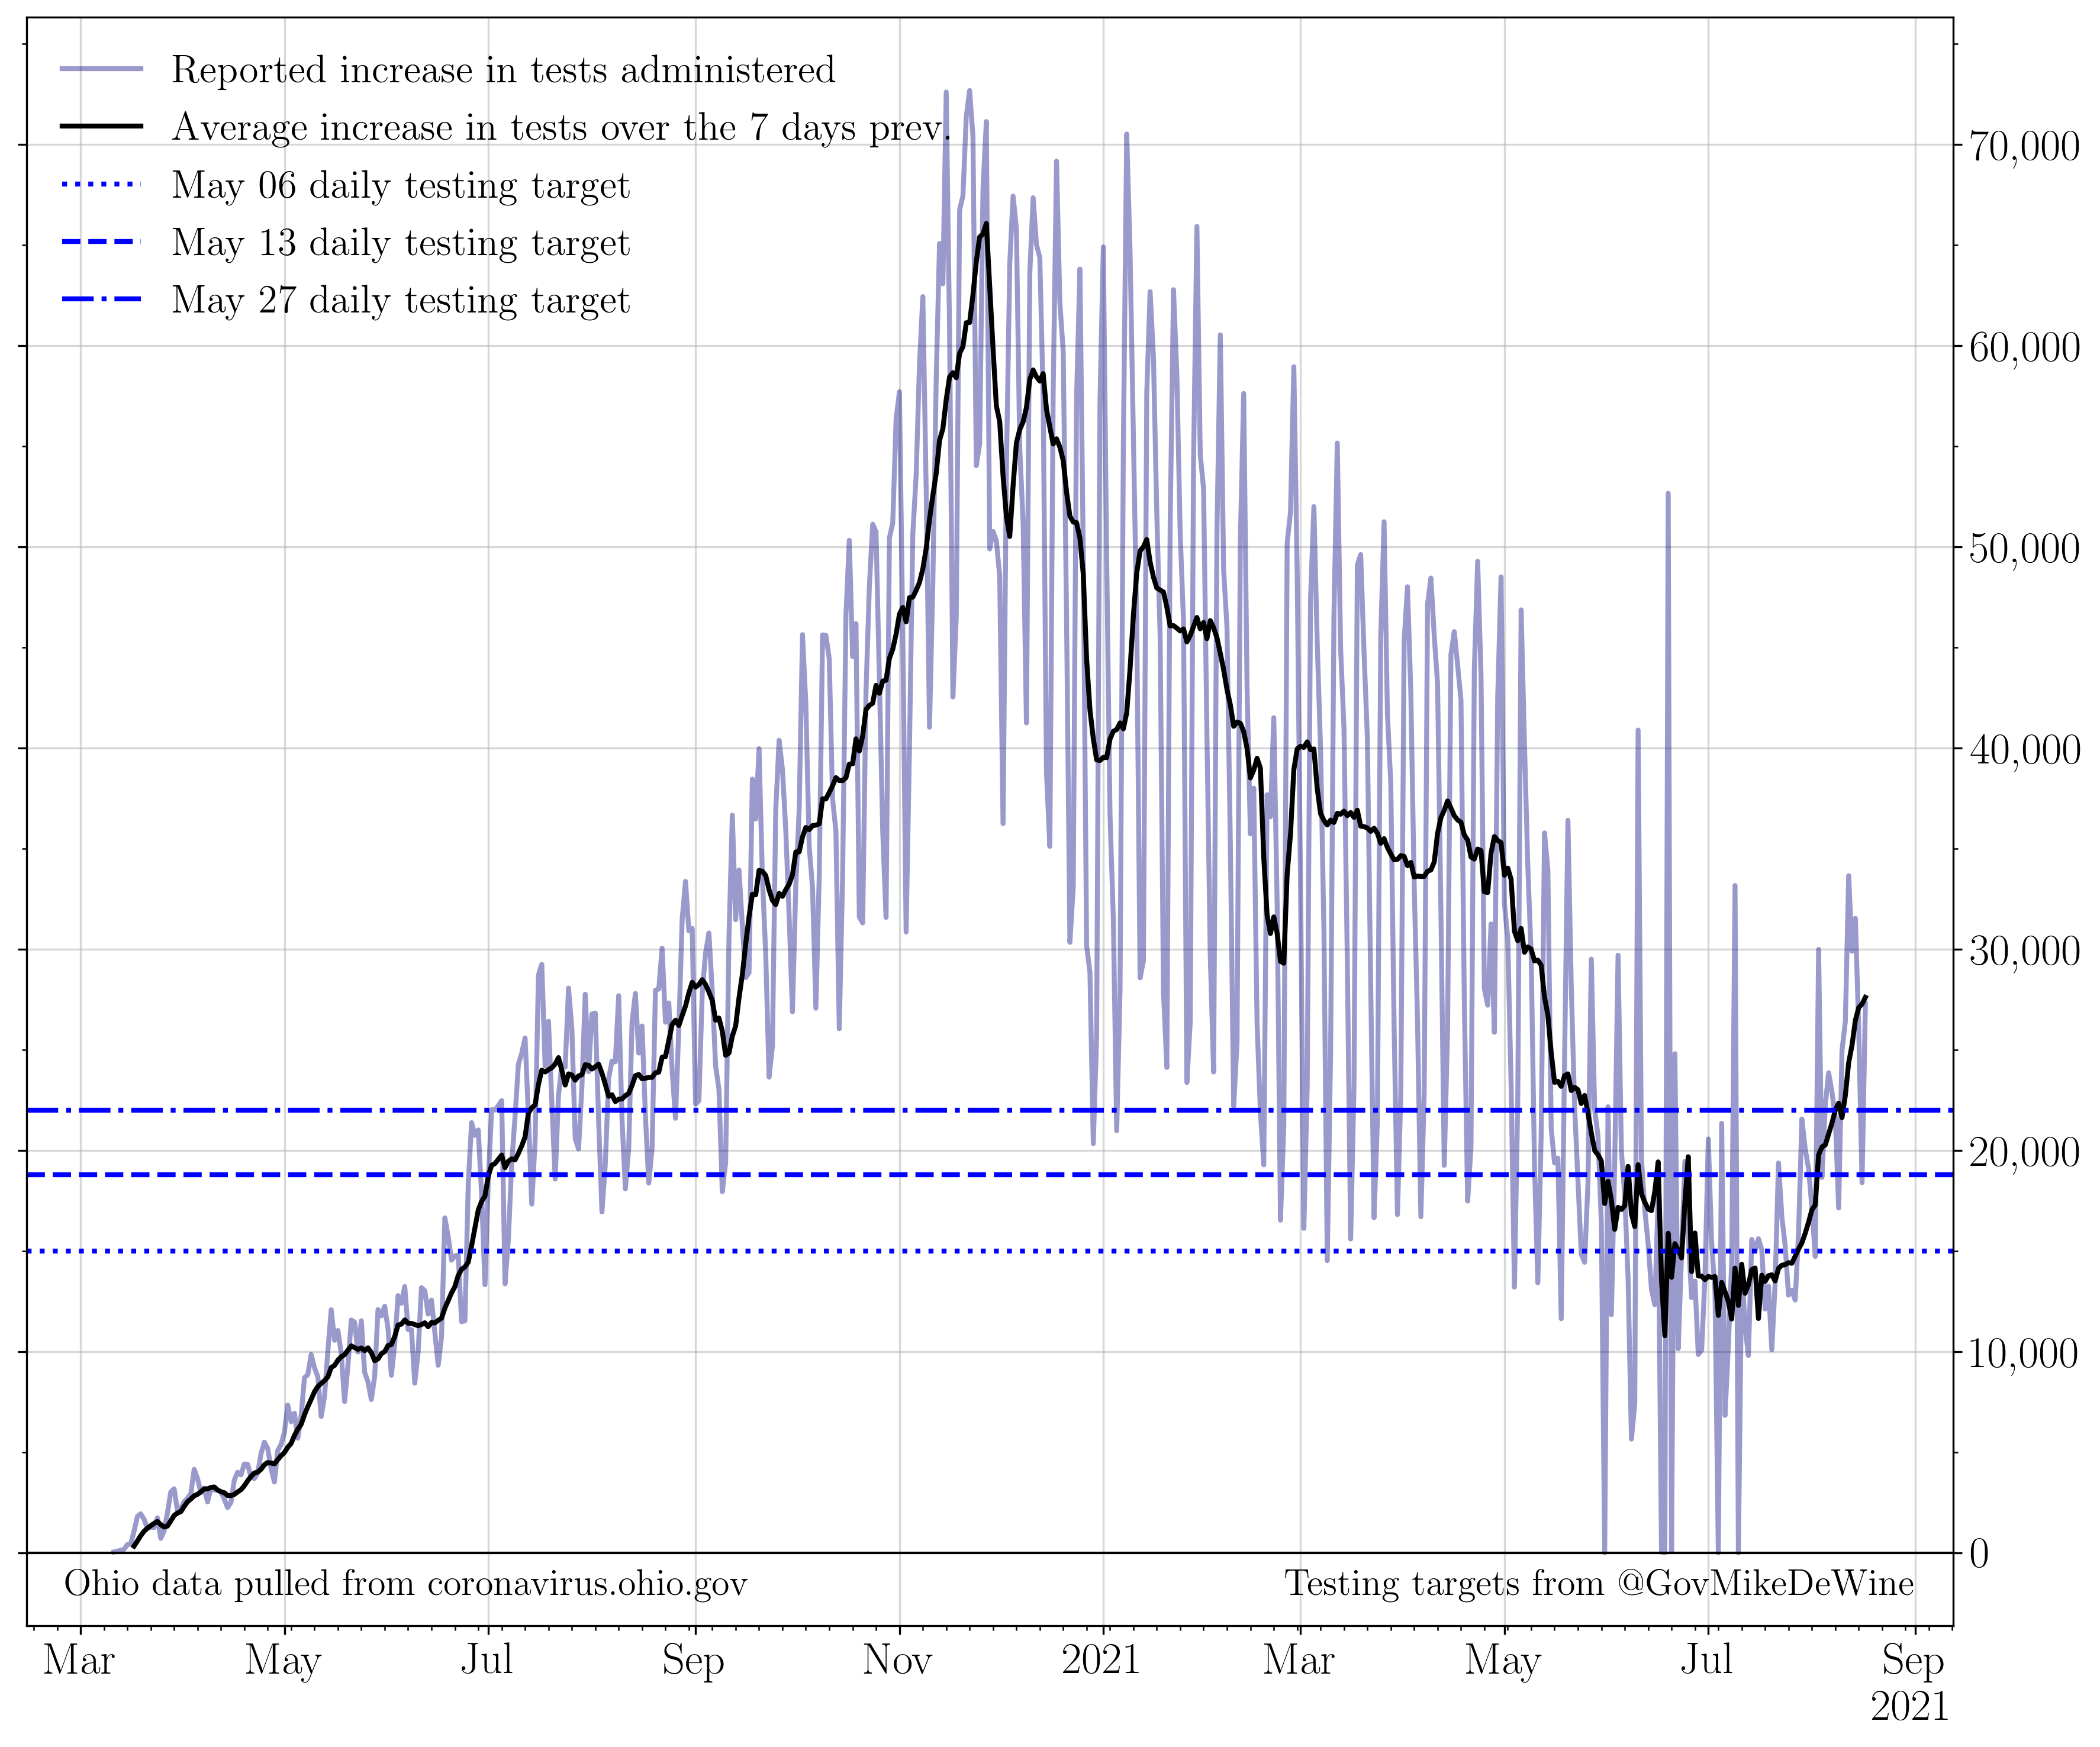 Reported increase in tests administered
Average increase in tests over the 7 days prev.
May 06 daily testing target
May 13 daily testing target
May 27 daily testing target
70,000
60,000
50,000
40,000
30,000
20,000
10,000
0
Ohio data pulled from coronavirus.ohio.gov
Testing targets from @GovMikeDeWine
Mar May Jul Sep Nov 2021 Mar May Jul Sep
2021